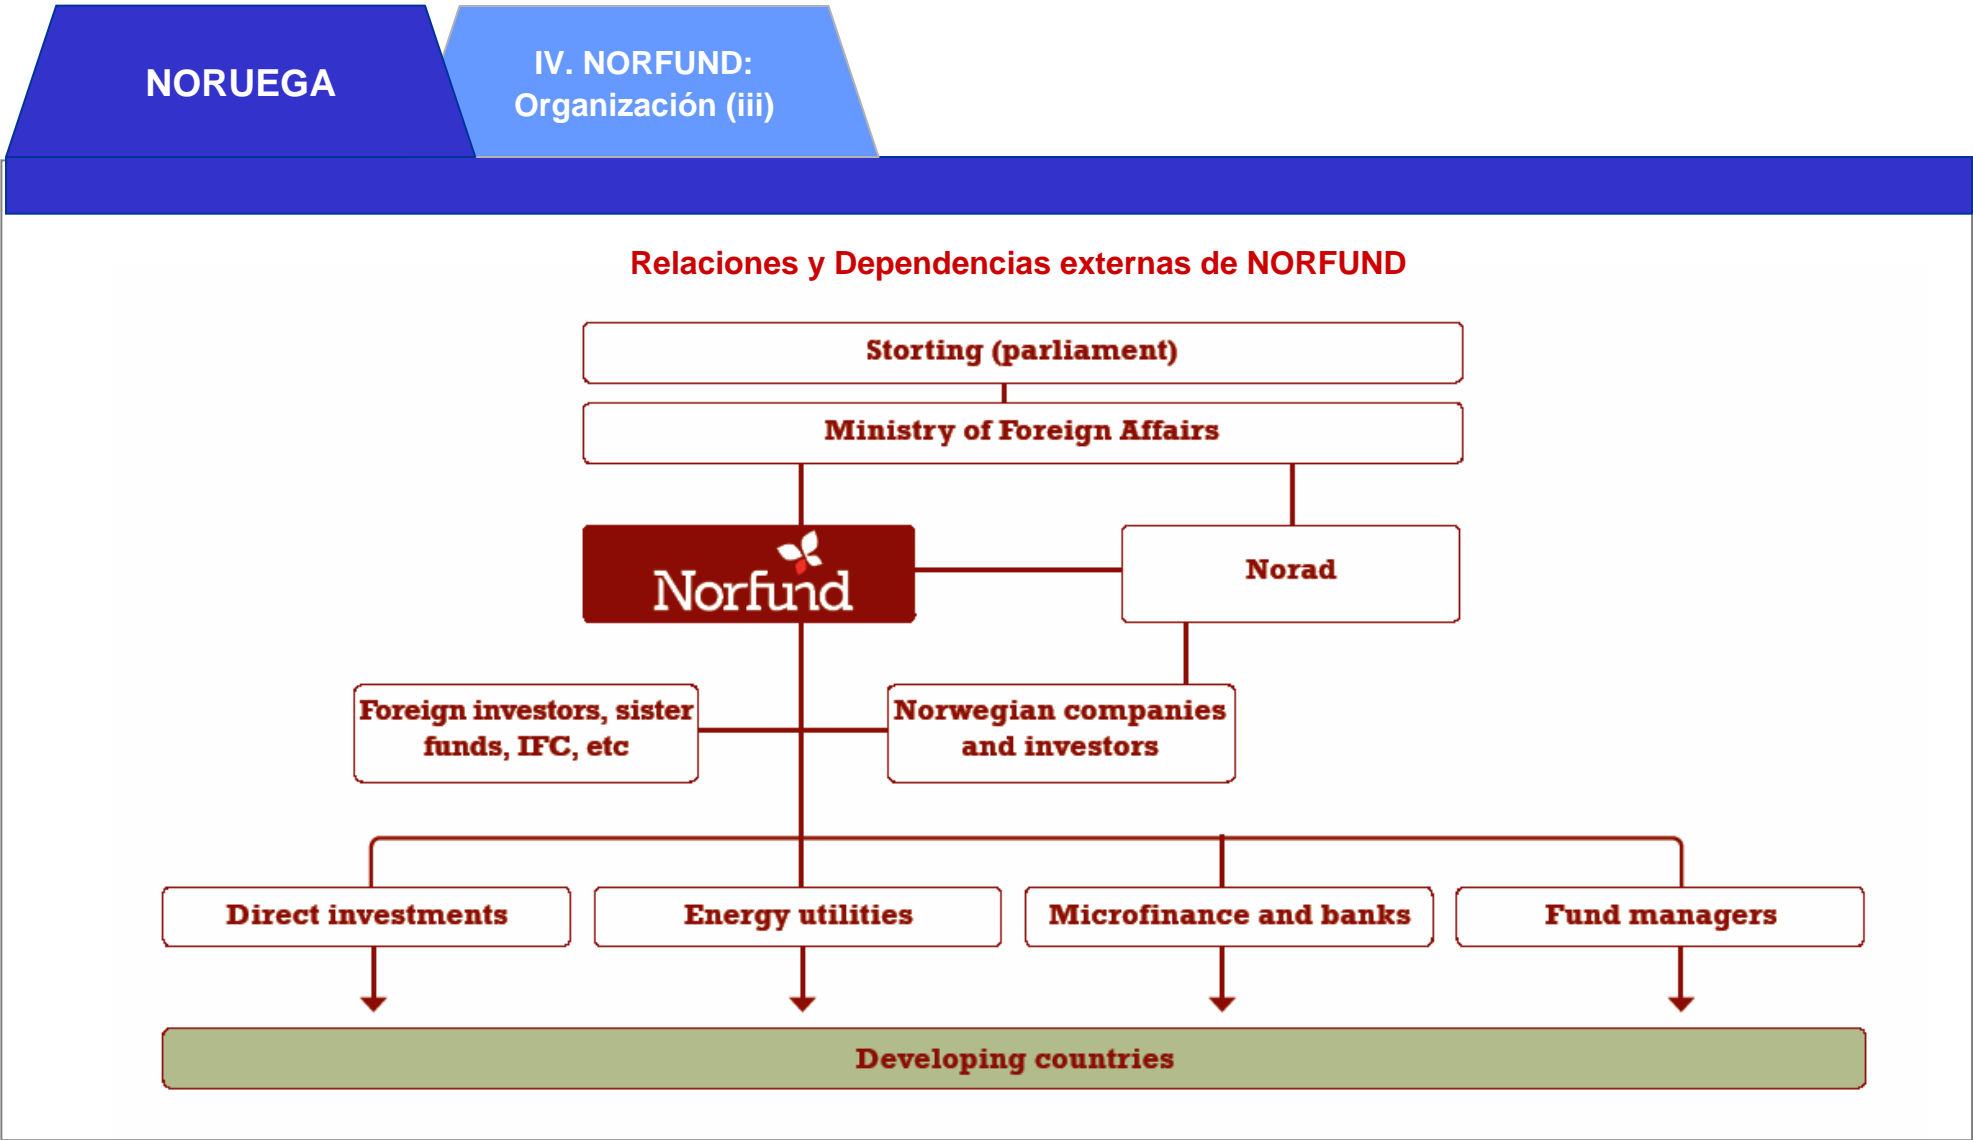 NORUEGA
IV. NORFUND:
Organización (iii)
Relaciones y Dependencias externas de NORFUND
Storting (parliament)
Ministry of Foreign Affairs
Norfund
Norad
Foreign investors, sister
funds, IFC, etc
Norwegian companies
and investors
Direct investments
Energy utilities
Microfinance and banks
Fund managers
Developing countries